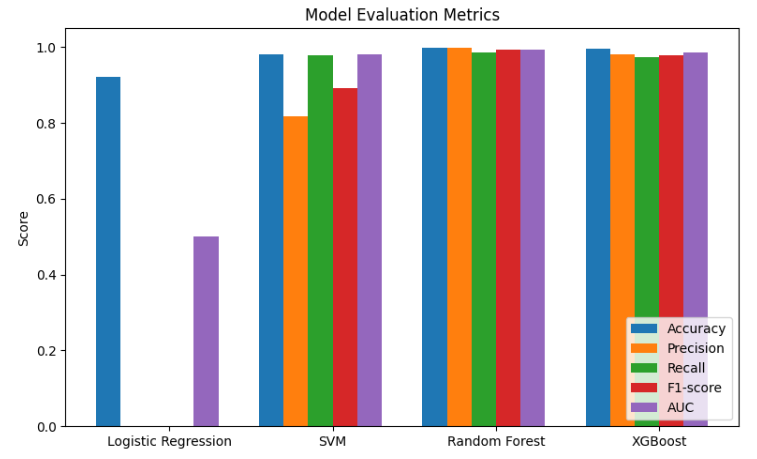 Model Evaluation Metrics
Score
1.0
0.8
0.6
0.4
0.2
0.0
Logistic Regression
SVM
Random Forest
XGBoost
Accuracy
Precision
Recall
F1-score
AUC